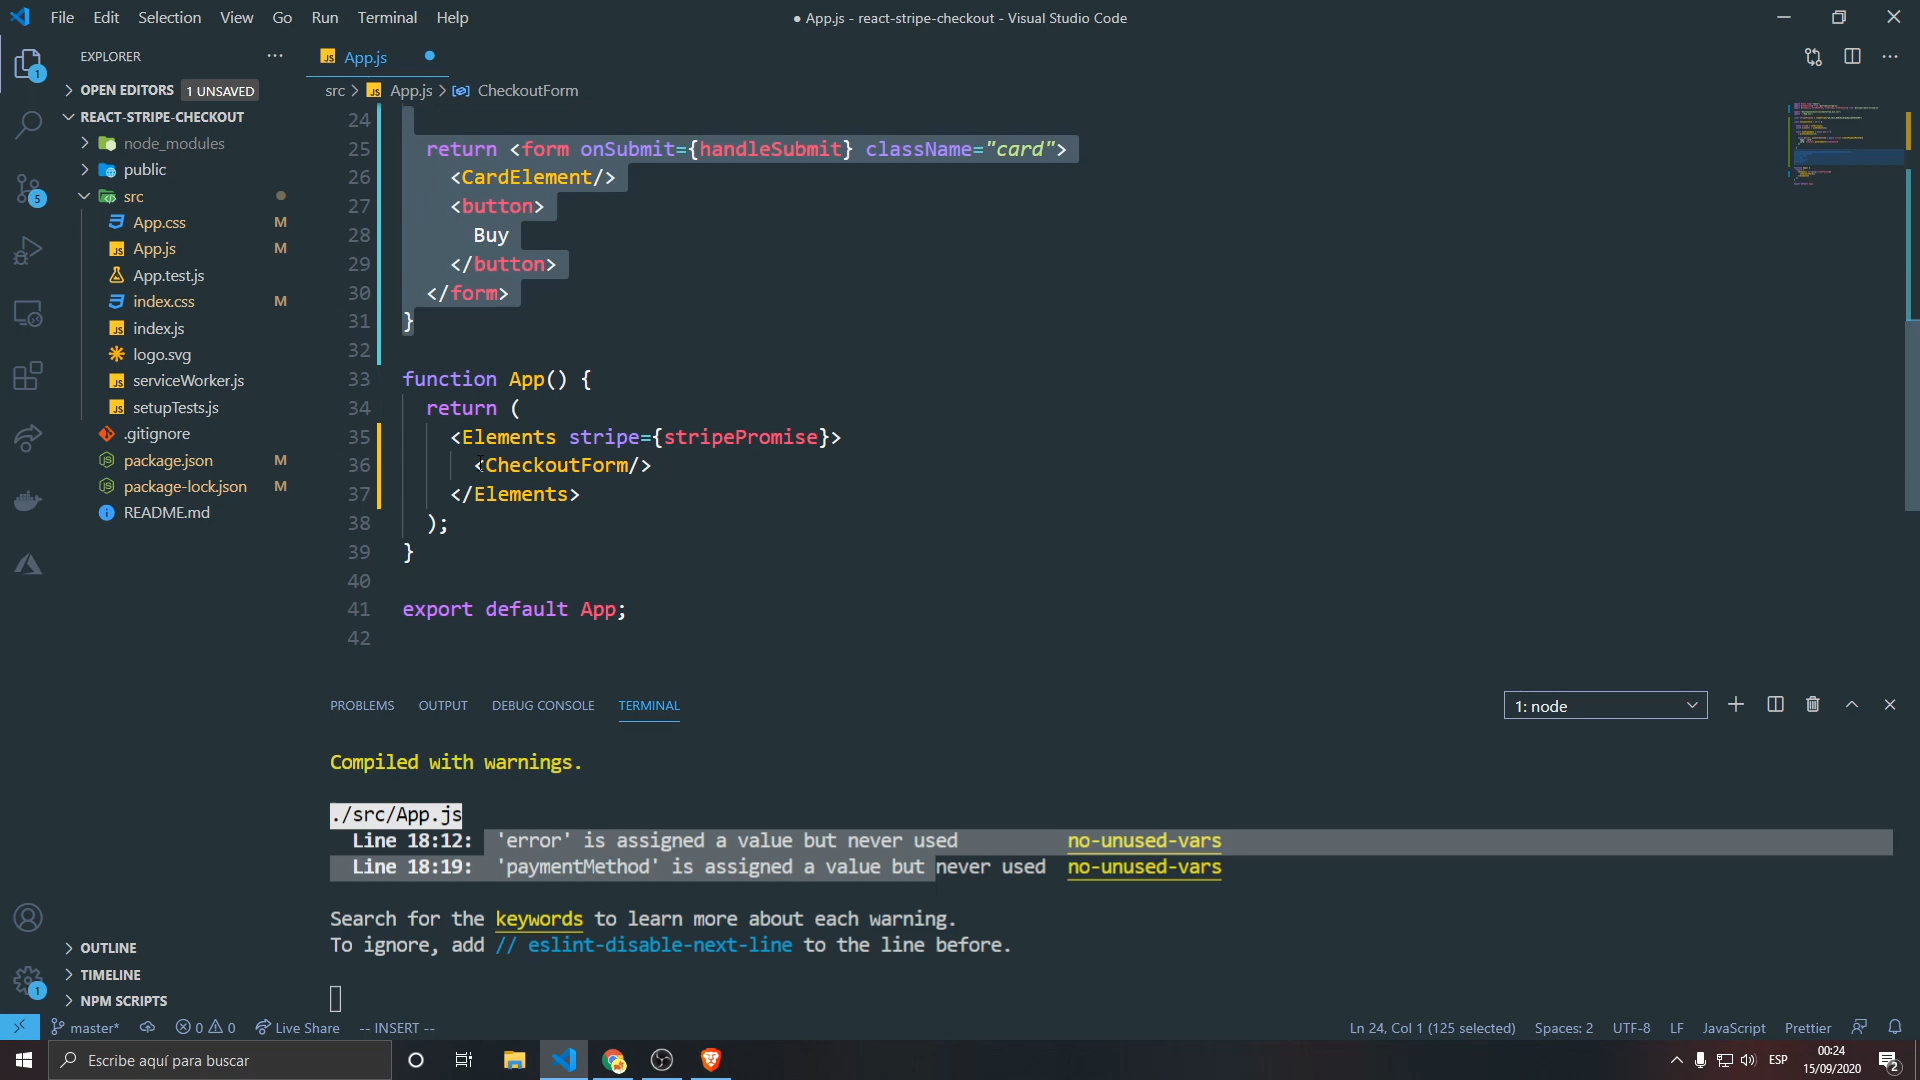 File Edit Selection View Go Run Terminal Help
● App.js - react-stripe-checkout - Visual Studio Code
EXPLORER
OPEN EDITORS 1 UNSAVED
REACT-STRIPE-CHECKOUT
node_modules
public
src
App.css M
App.js M
App.test.js
index.css M
index.js
logo.svg
serviceWorker.js
setupTests.js
.gitignore
package.json M
package-lock.json M
README.md
OUTLINE
TIMELINE
NPM SCRIPTS
1
5
1
JS App.js
src > JS App.js > CheckoutForm
24
25 return <form onSubmit={handleSubmit} className="card">
26 <CardElement/>
27 <button>
28 Buy
29 </button>
30 </form>
31 }
32
33 function App() {
34 return (
35 <Elements stripe={stripePromise}>
36 <CheckoutForm/>
37 </Elements>
38 );
39 }
40
41 export default App;
42
PROBLEMS OUTPUT DEBUG CONSOLE TERMINAL
1: node
Compiled with warnings.
./src/App.js
Line 18:12: 'error' is assigned a value but never used no-unused-vars
Line 18:19: 'paymentMethod' is assigned a value but never used no-unused-vars
Search for the keywords to learn more about each warning.
To ignore, add // eslint-disable-next-line to the line before.
master* 0 0 Live Share -- INSERT --
Ln 24, Col 1 (125 selected) Spaces: 2 UTF-8 LF JavaScript Prettier
Escribe aquí para buscar
ESP
00:24
15/09/2020
2